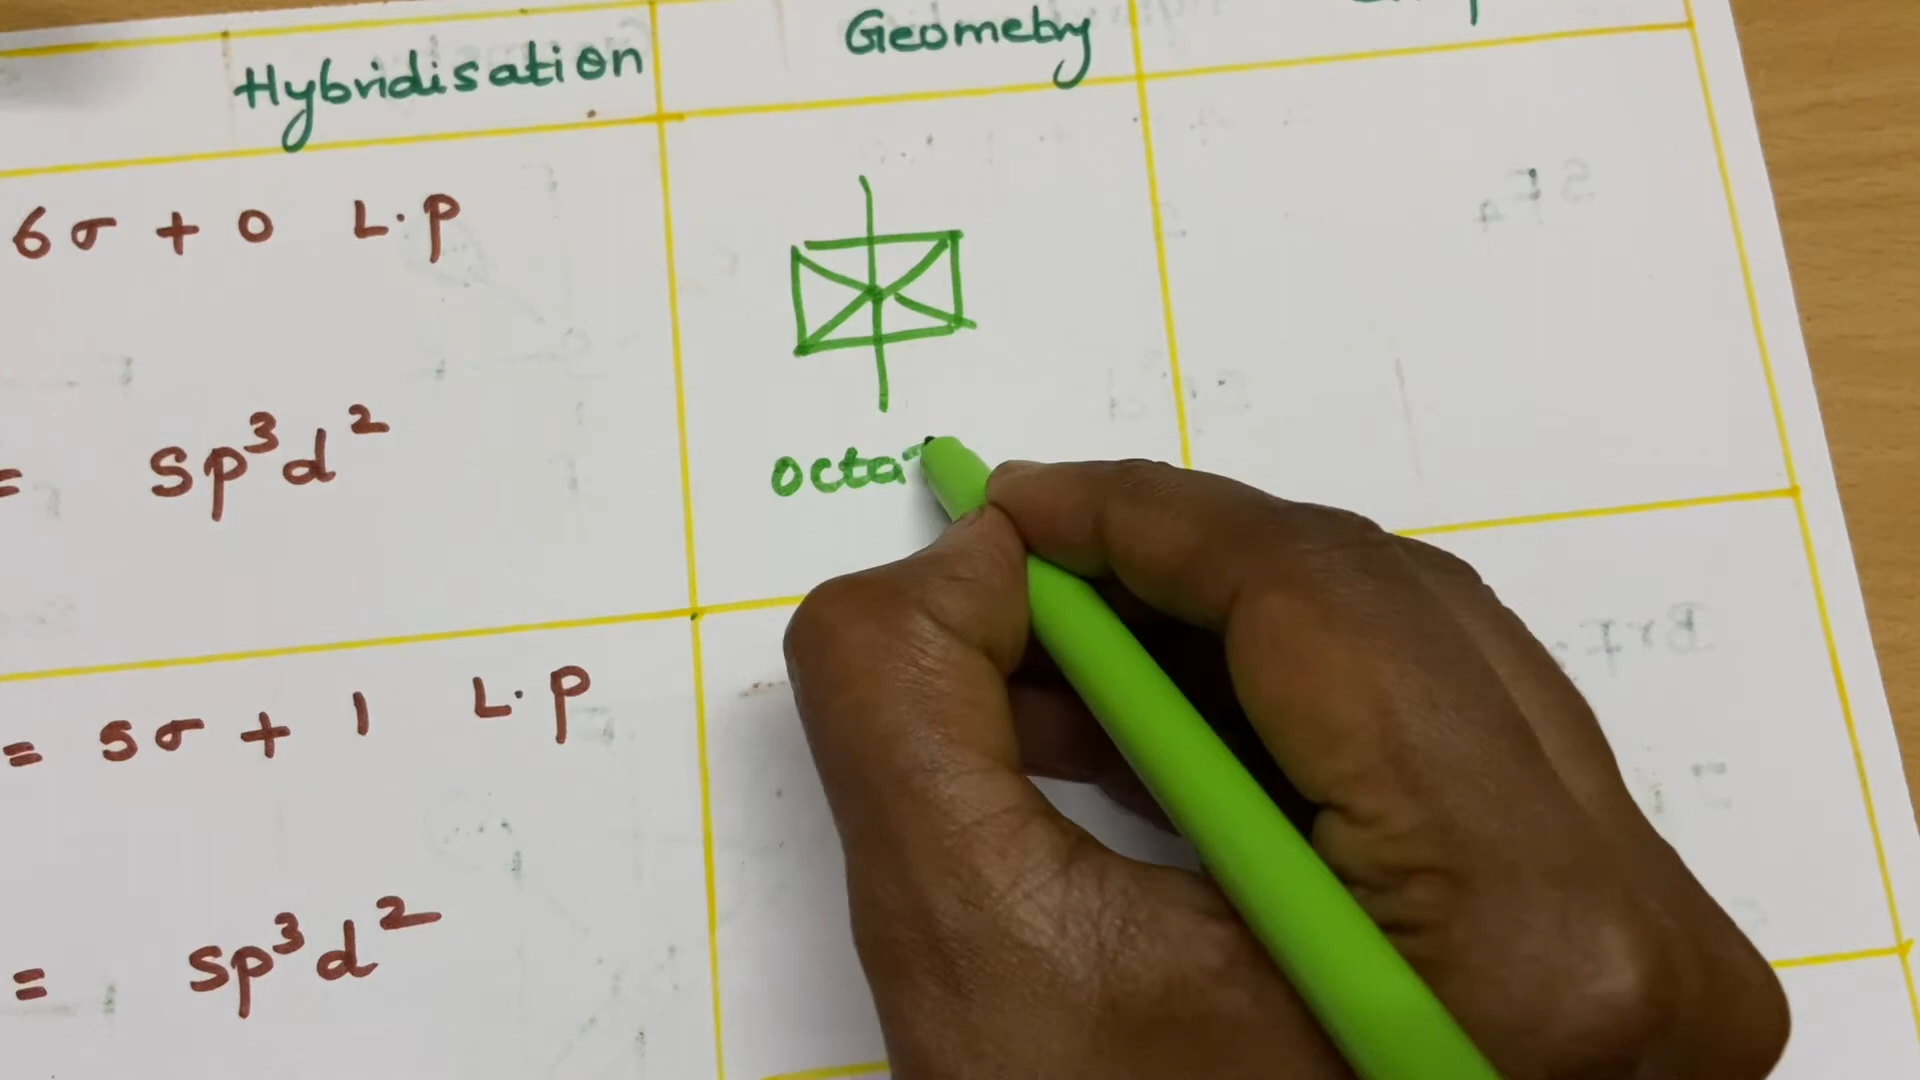 Hybridisation Geometry
6σ + 0 L.p
= sp³d²
octa
= 5σ + 1 L.p
= sp³d²